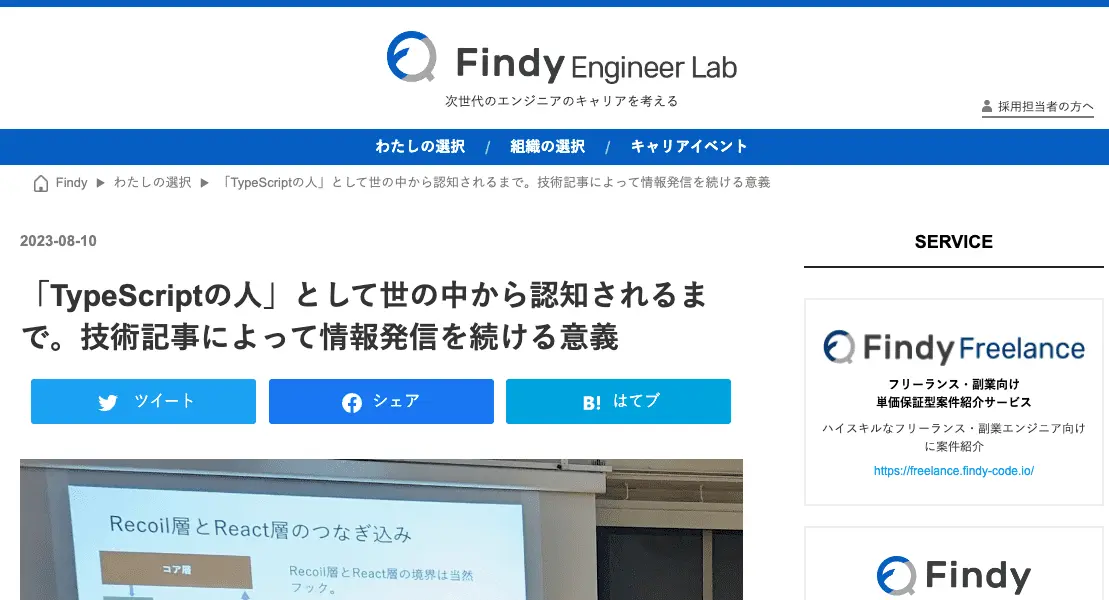 Findy Engineer Lab
次世代のエンジニアのキャリアを考える
採用担当者の方へ
わたしの選択 / 組織の選択 / キャリアイベント
Findy ▶ わたしの選択 ▶ 「TypeScriptの人」として世の中から認知されるまで。技術記事によって情報発信を続ける意義
2023-08-10
「TypeScriptの人」として世の中から認知されるま
で。技術記事によって情報発信を続ける意義
ツイート
シェア
B! はてブ
Recoil層とReact層のつなぎ込み
コア層
Recoil層とReact層の境界は当然
フック。
SERVICE
Findy Freelance
フリーランス・副業向け
単価保証型案件紹介サービス
ハイスキルなフリーランス・副業エンジニア向け
に案件紹介
https://freelance.findy-code.io/
Findy